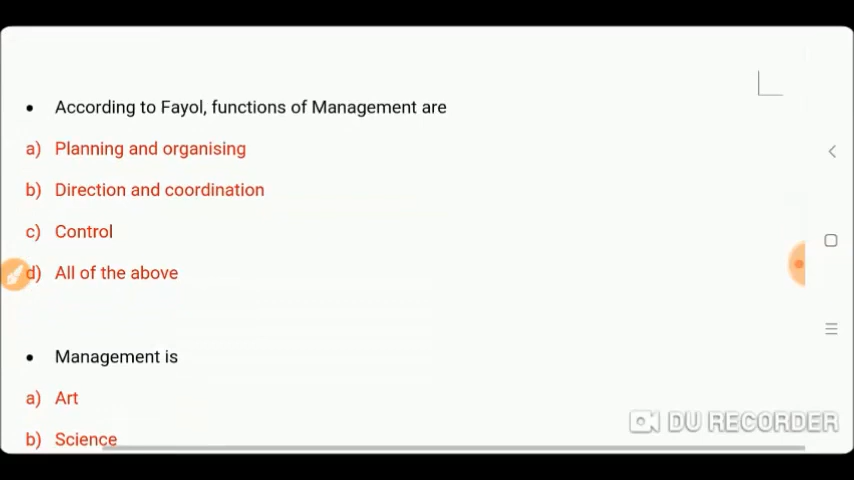 • According to Fayol, functions of Management are
a) Planning and organising
b) Direction and coordination
c) Control
d) All of the above
• Management is
a) Art
b) Science
DU RECORDER